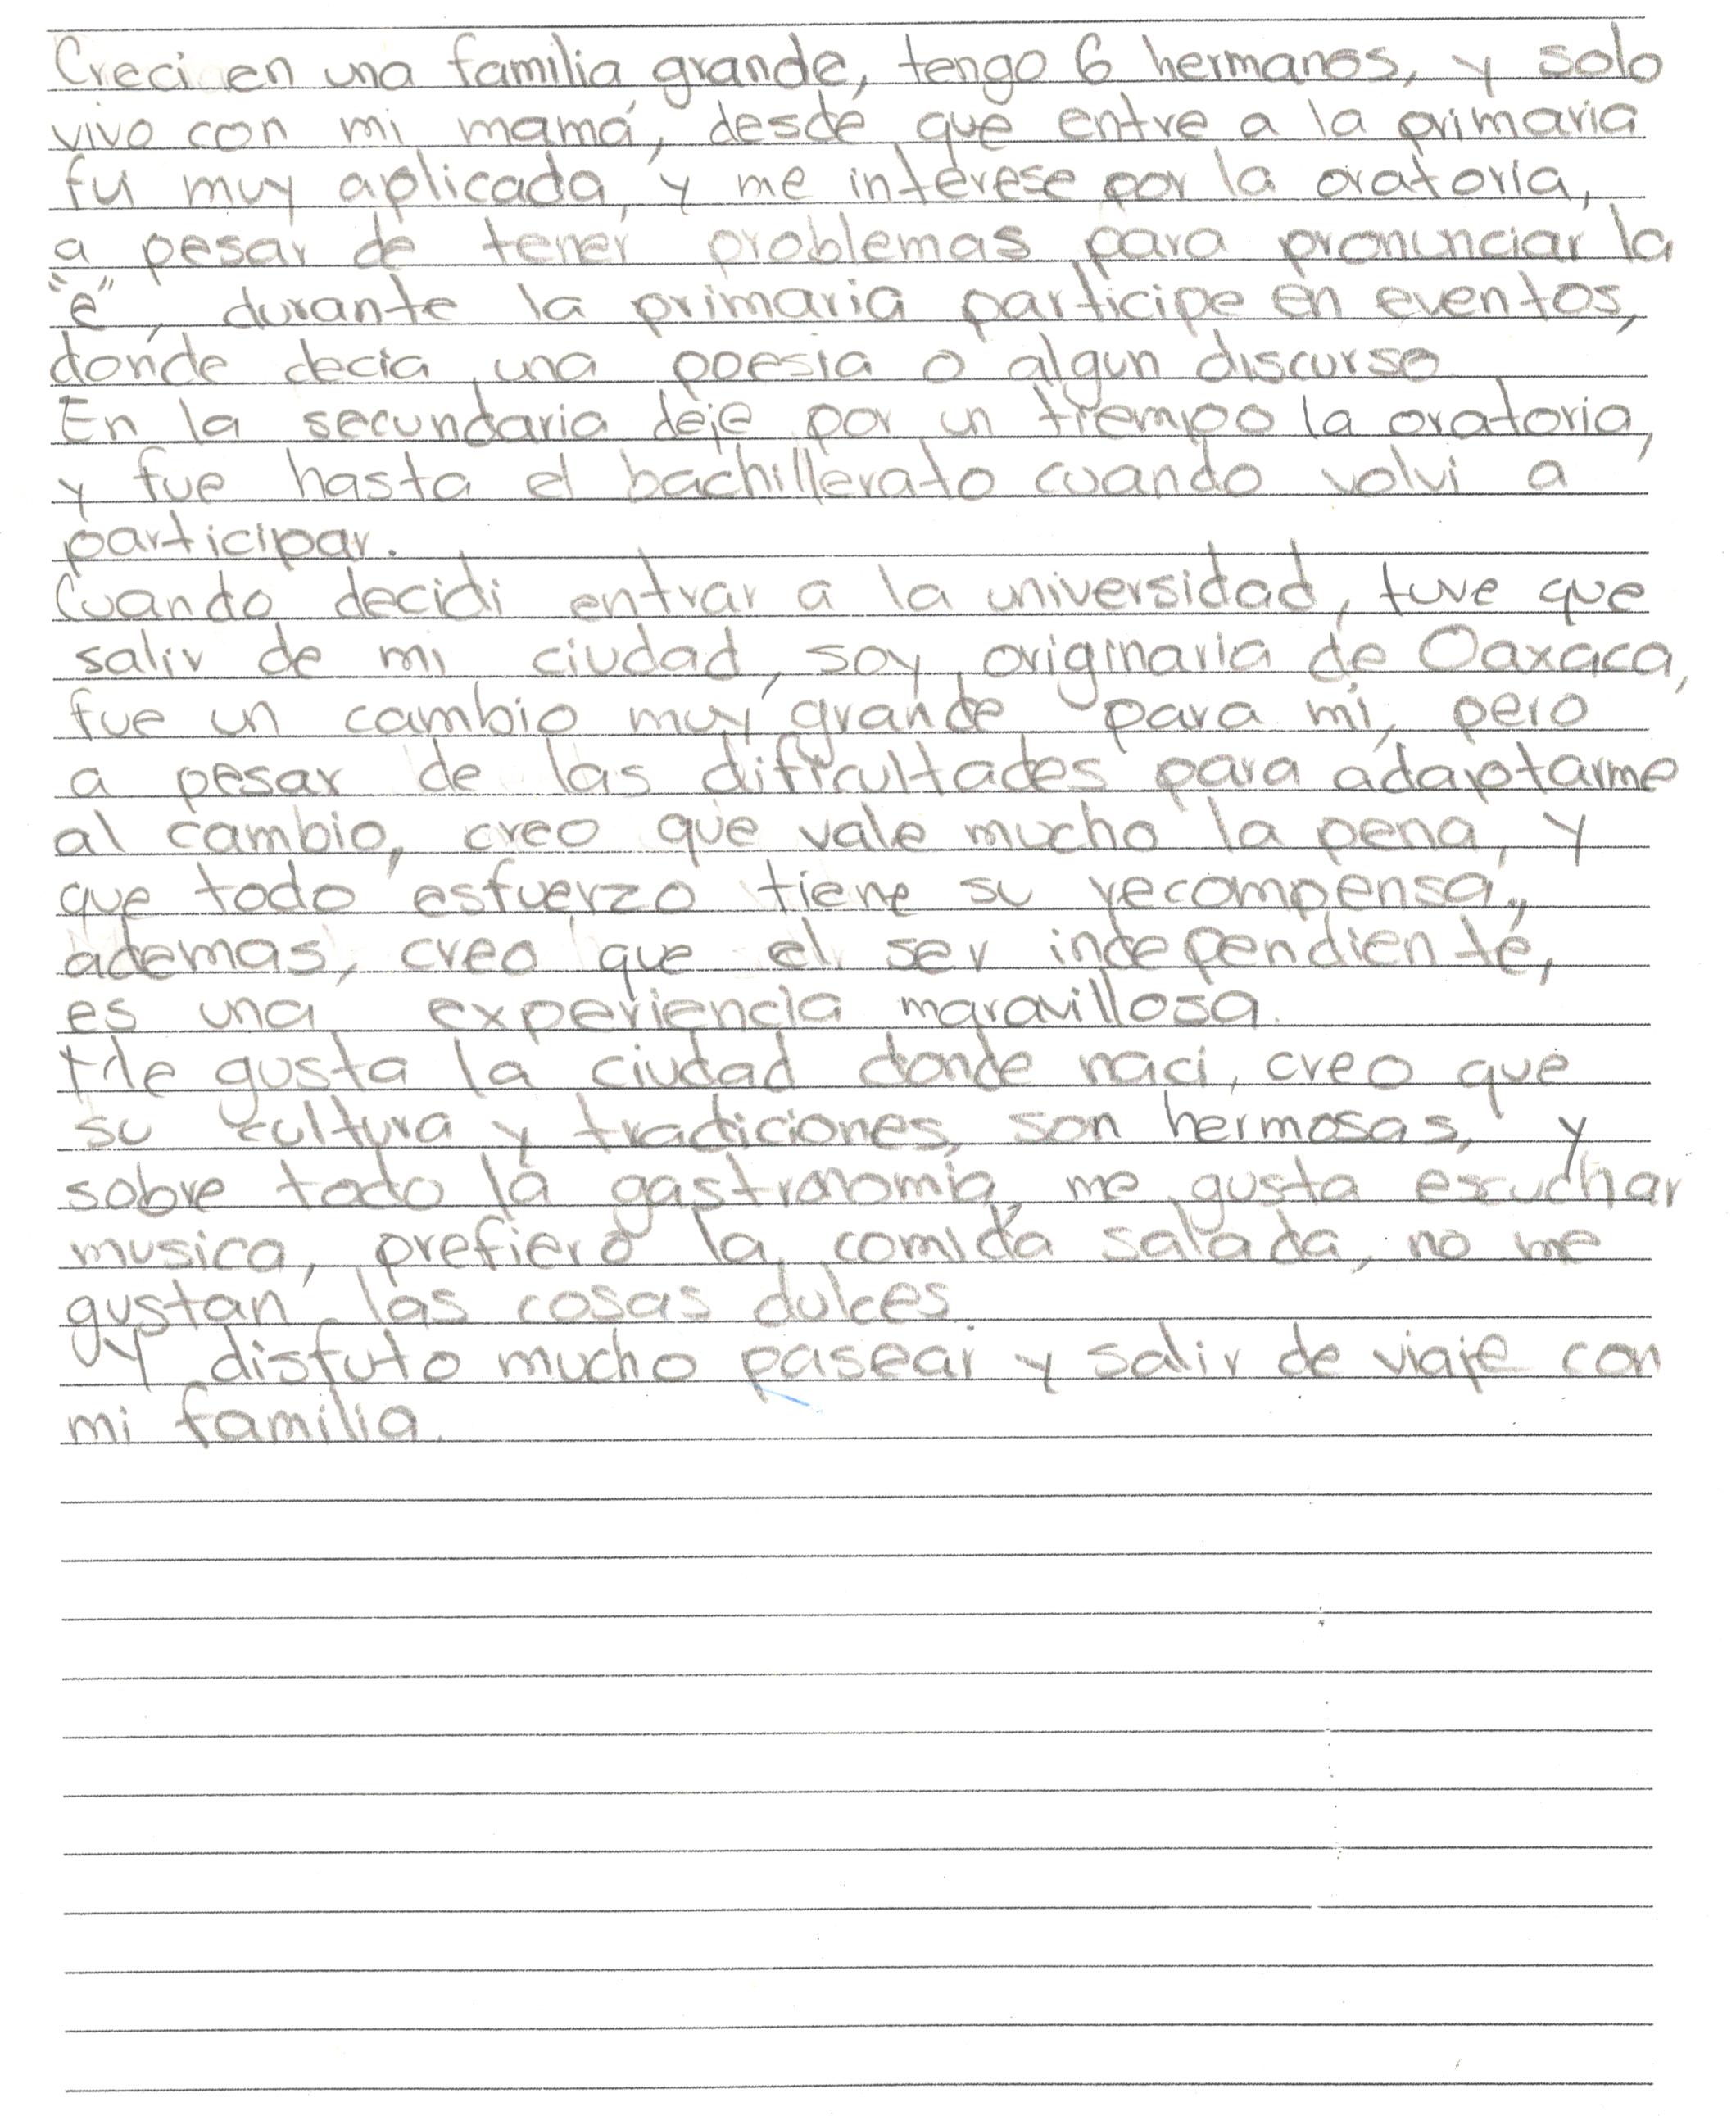 Creci en una familia grande, tengo 6 hermanos, y solo
vivo con mi mamá, desde que entre a la primaria
fui muy aplicada, y me interese por la oratoria,
a pesar de tener problemas para pronunciar la
"e", durante la primaria participe en eventos,
donde decia una poesia o algun discurso.
En la secundaria deje por un tiempo la oratoria,
y fue hasta el bachillerato cuando volvi a
participar.
Cuando decidi entrar a la universidad, tuve que
salir de mi ciudad, soy originaria de Oaxaca,
fue un cambio muy grande para mi, pero
a pesar de las dificultades para adaptarme
al cambio, creo que vale mucho la pena, y
que todo esfuerzo tiene su recompensa,
ademas, creo que el ser independiente,
es una experiencia maravillosa.
Me gusta la ciudad donde naci, creo que
su cultura y tradiciones, son hermosas, y
sobre todo la gastronomia, me gusta escuchar
musica, prefiero la comida salada, no me
gustan las cosas dulces.
Y disfuto mucho pasear y salir de viaje con
mi familia.